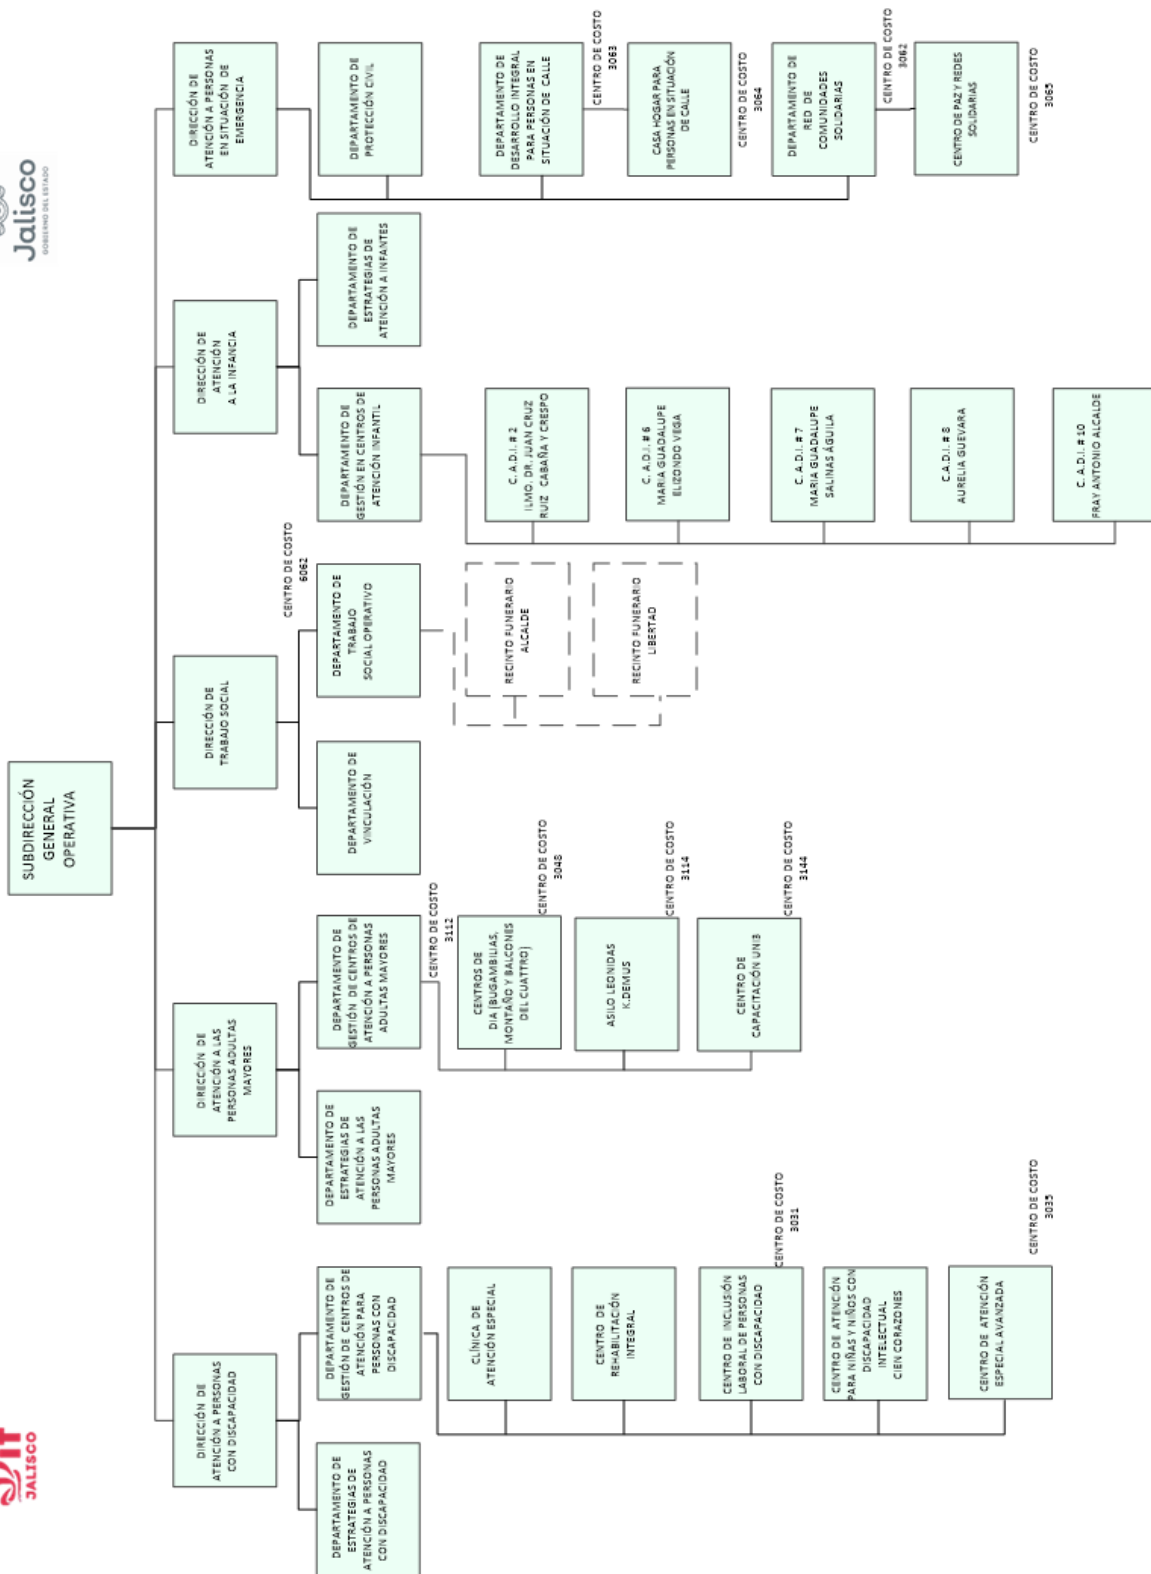 JALISCO
Jalisco
GOBIERNO DEL ESTADO
SUBDIRECCIÓN
GENERAL
OPERATIVA
DIRECCIÓN DE
ATENCIÓN A PERSONAS
CON DISCAPACIDAD
DIRECCIÓN DE
ATENCIÓN A LAS
PERSONAS ADULTAS
MAYORES
DIRECCIÓN DE
TRABAJO SOCIAL
DIRECCIÓN DE
ATENCIÓN
A LA INFANCIA
DIRECCIÓN DE
ATENCIÓN A PERSONAS
EN SITUACIÓN DE
EMERGENCIA
DEPARTAMENTO DE
ESTRATEGIAS DE
ATENCIÓN A PERSONAS
CON DISCAPACIDAD
DEPARTAMENTO DE
GESTIÓN DE CENTROS DE
ATENCIÓN PARA
PERSONAS CON
DISCAPACIDAD
CLÍNICA DE
ATENCIÓN ESPECIAL
CENTRO DE
REHABILITACIÓN
INTEGRAL
CENTRO DE INCLUSIÓN
LABORAL DE PERSONAS
CON DISCAPACIDAD
CENTRO DE COSTO
3031
CENTRO DE ATENCIÓN
PARA NIÑAS Y NIÑOS CON
DISCAPACIDAD
INTELECTUAL
CIEN CORAZONES
CENTRO DE ATENCIÓN
ESPECIAL AVANZADA
CENTRO DE COSTO
3035
DEPARTAMENTO DE
ESTRATEGIAS DE
ATENCIÓN A LAS
PERSONAS ADULTAS
MAYORES
DEPARTAMENTO DE
GESTIÓN DE CENTROS DE
ATENCIÓN A PERSONAS
ADULTAS MAYORES
CENTRO DE COSTO
3112
CENTROS DE
DIA (BUGAMBILIAS,
MONTAÑO Y BALCONES
DEL CUATTRO)
CENTRO DE COSTO
3048
ASILO LEONIDAS
K.DEMUS
CENTRO DE COSTO
3114
CENTRO DE
CAPACITACIÓN UNI3
CENTRO DE COSTO
3144
DEPARTAMENTO DE
VINCULACIÓN
DEPARTAMENTO DE
TRABAJO
SOCIAL OPERATIVO
CENTRO DE COSTO
6062
RECINTO FUNERARIO
ALCALDE
RECINTO FUNERARIO
LIBERTAD
DEPARTAMENTO DE
GESTIÓN EN CENTROS DE
ATENCIÓN INFANTIL
DEPARTAMENTO DE
ESTRATEGIAS DE
ATENCIÓN A INFANTES
C. A.D.I. # 2
ILMO. DR. JUAN CRUZ
RUIZ CABAÑA Y CRESPO
C. A.D.I. # 6
MARIA GUADALUPE
ELIZONDO VEGA
C. A.D.I. # 7
MARIA GUADALUPE
SALINAS ÁGUILA
C.A.D.I. # 8
AURELIA GUEVARA
C. A.D.I. # 10
FRAY ANTONIO ALCALDE
DEPARTAMENTO DE
PROTECCIÓN CIVIL
DEPARTAMENTO DE
DESARROLLO INTEGRAL
PARA PERSONAS EN
SITUACIÓN DE CALLE
CENTRO DE COSTO
3063
CASA HOGAR PARA
PERSONAS EN SITUACIÓN
DE CALLE
CENTRO DE COSTO
3064
DEPARTAMENTO DE
RED DE
COMUNIDADES
SOLIDARIAS
CENTRO DE COSTO
3062
CENTRO DE PAZ Y REDES
SOLIDARIAS
CENTRO DE COSTO
3065